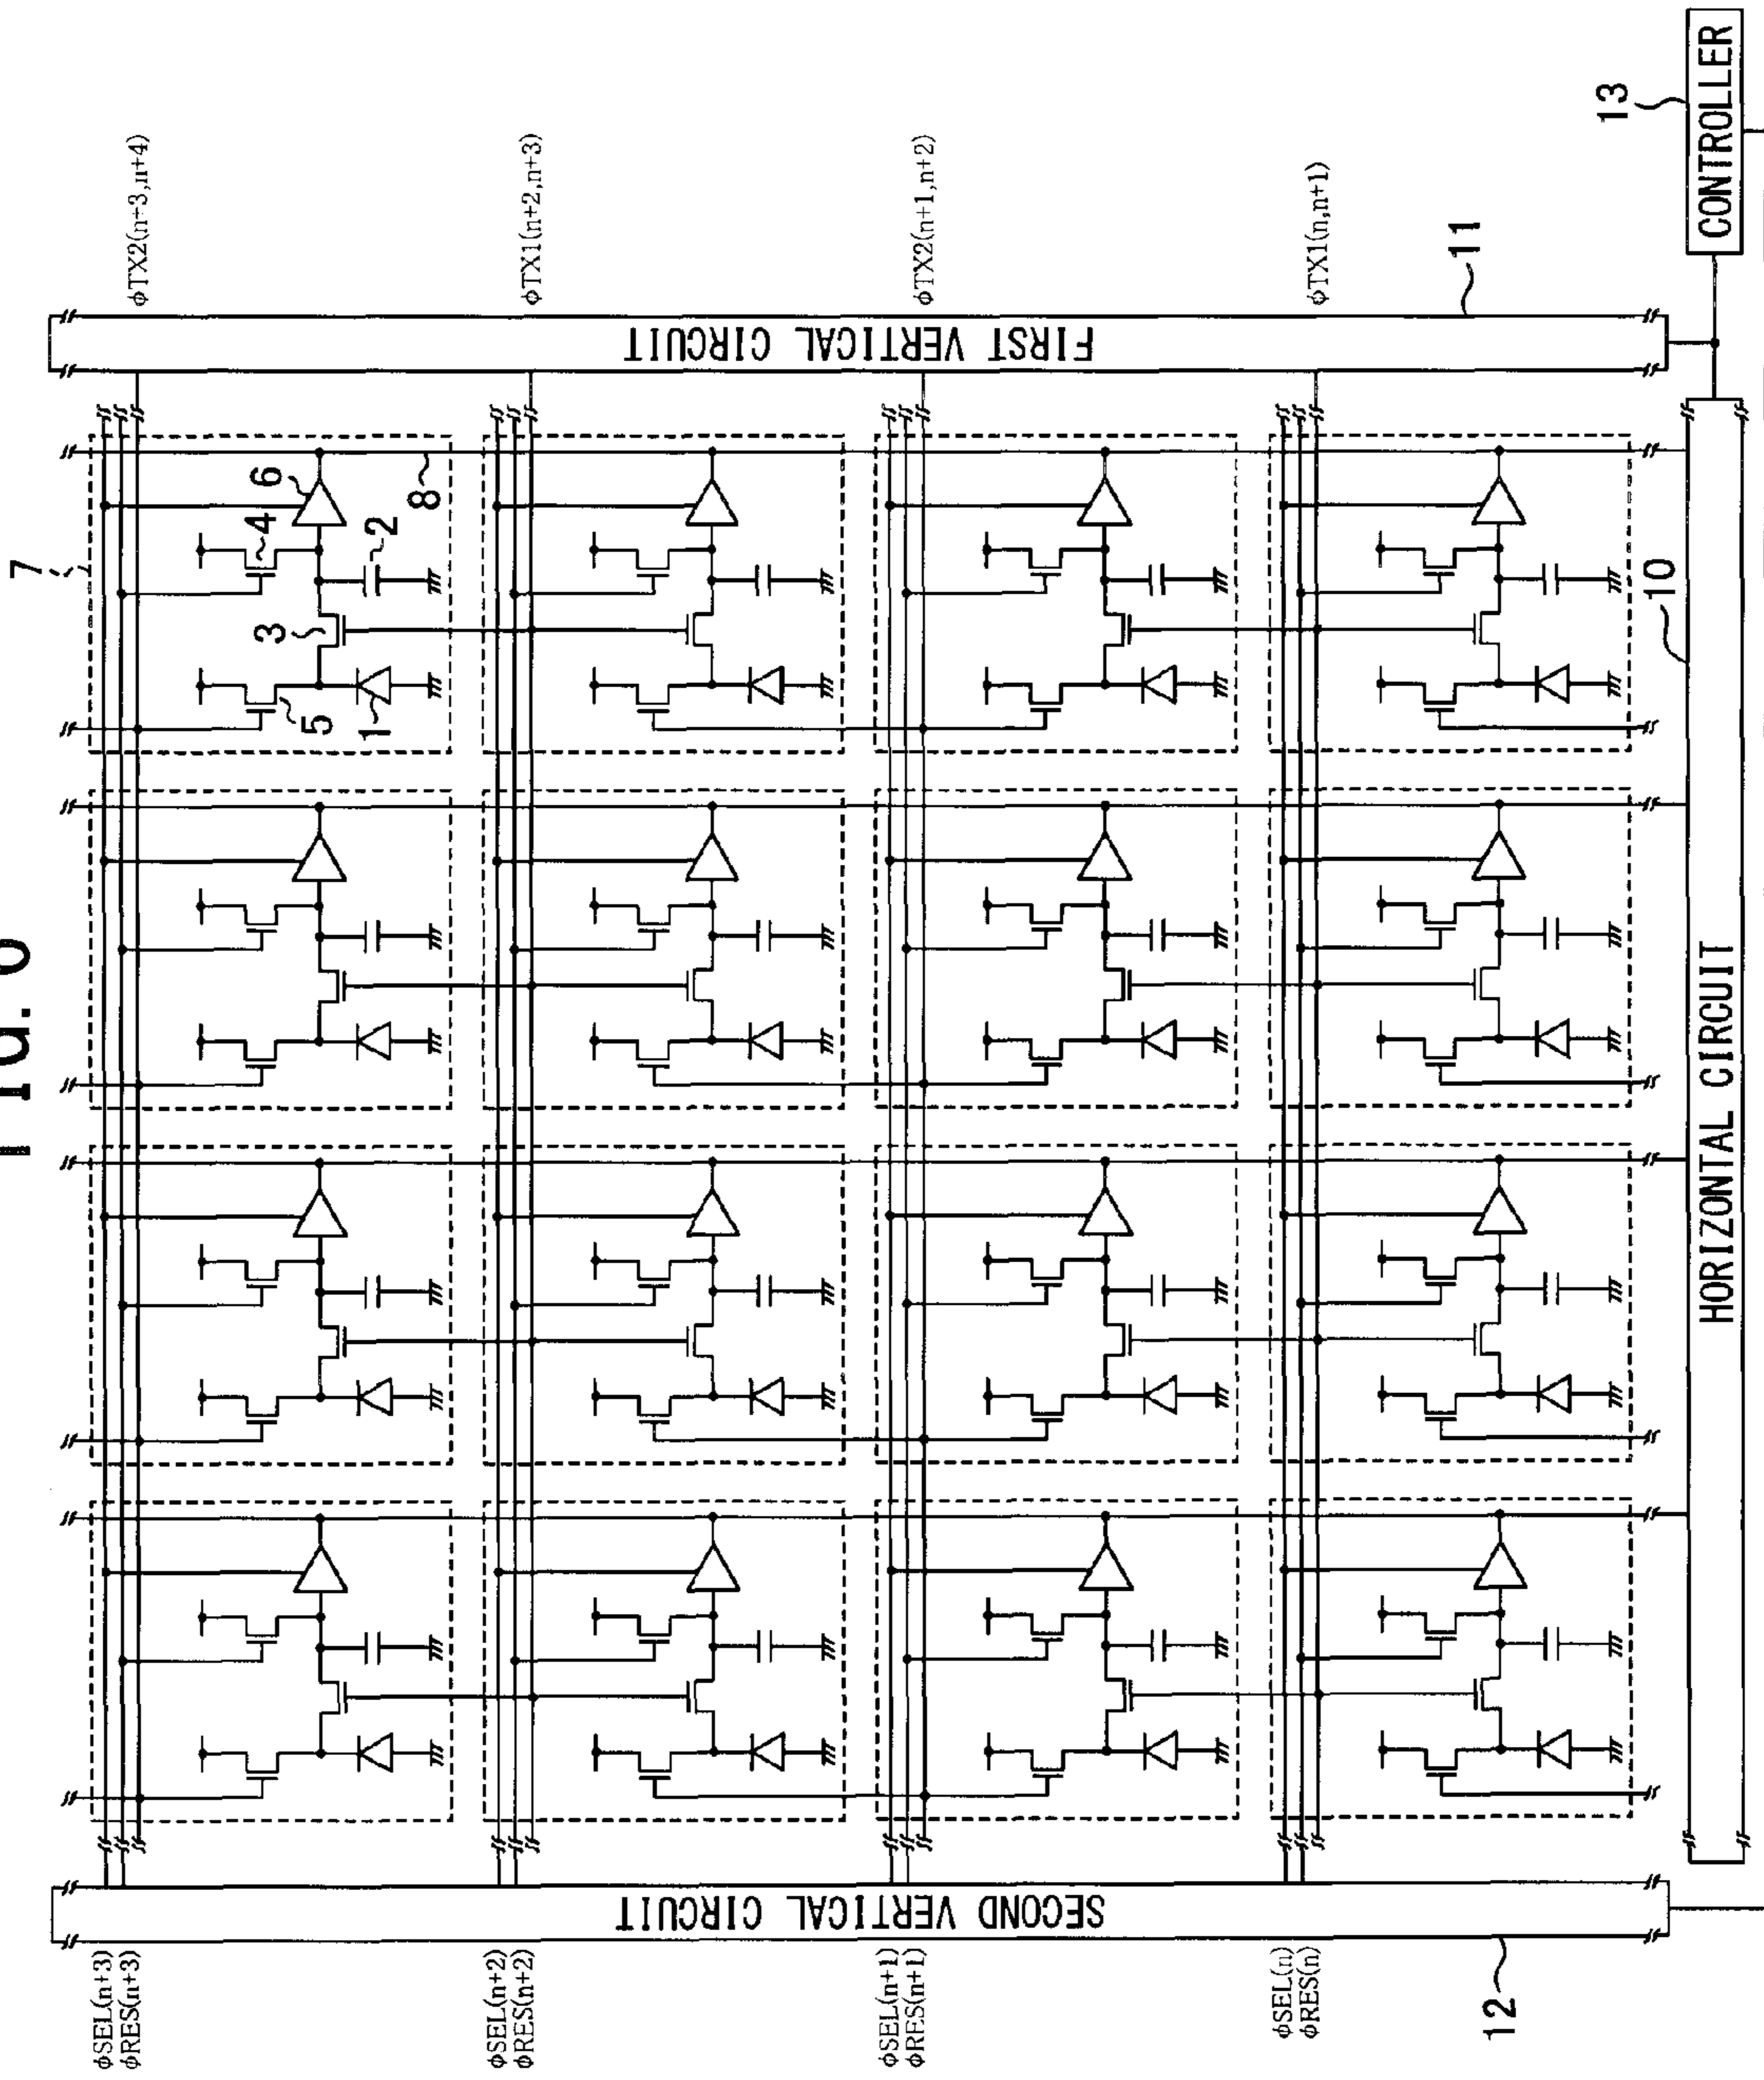 FIG. 6
7
ϕTX2(n+3,n+4)
ϕTX1(n+2,n+3)
ϕTX2(n+1,n+2)
ϕTX1(n,n+1)
6
4
8
2
3
5
1
FIRST VERTICAL CIRCUIT
11
13
CONTROLLER
10
HORIZONTAL CIRCUIT
SECOND VERTICAL CIRCUIT
12
ϕSEL(n+3)
ϕRES(n+3)
ϕSEL(n+2)
ϕRES(n+2)
ϕSEL(n+1)
ϕRES(n+1)
ϕSEL(n)
ϕRES(n)